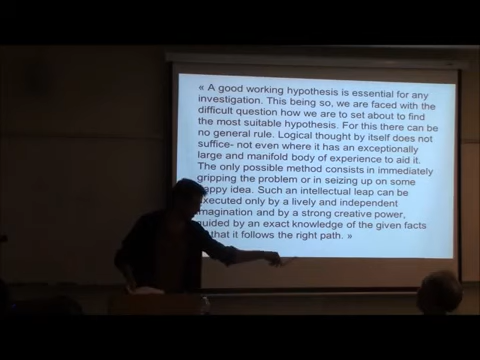 « A good working hypothesis is essential for any
investigation. This being so, we are faced with the
difficult question how we are to set about to find
the most suitable hypothesis. For this there can be
no general rule. Logical thought by itself does not
suffice- not even where it has an exceptionally
large and manifold body of experience to aid it.
The only possible method consists in immediately
gripping the problem or in seizing up on some
appy idea. Such an intellectual leap can be
executed only by a lively and independent
imagination and by a strong creative power,
guided by an exact knowledge of the given facts
that it follows the right path. »